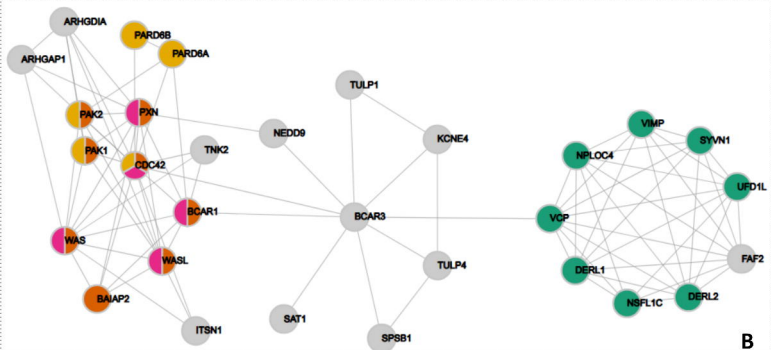 ARHGDIA
PARD6B
PARD6A
ARHGAP1
TULP1
PAK2
PXN
VIMP
SYVN1
NEDD9
KCNE4
PAK1
TNK2
NPLOC4
CDC42
UFD1L
BCAR1
BCAR3
VCP
WAS
WASL
TULP4
FAF2
DERL1
BAIAP2
NSFL1C
DERL2
SAT1
ITSN1
SPSB1
B